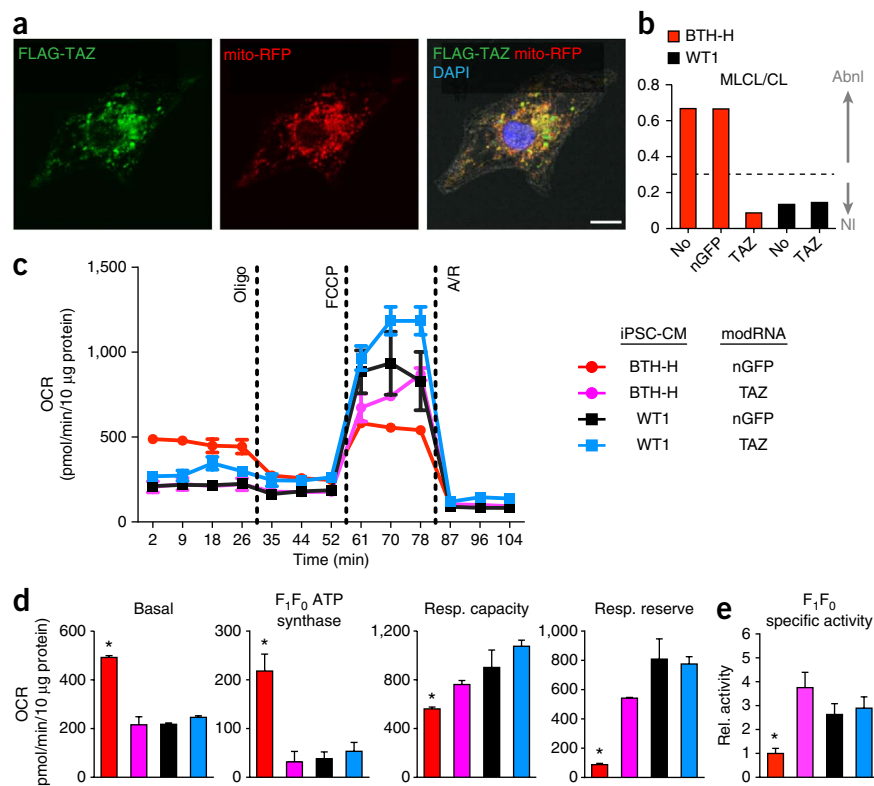 a
FLAG-TAZ
mito-RFP
FLAG-TAZ mito-RFP
DAPI
b
BTH-H
WT1
MLCL/CL
0.8
0.6
0.4
0.2
0
Abnl
Nl
No
nGFP
TAZ
No
TAZ
c
OCR
(pmol/min/10 µg protein)
1,500
1,000
500
0
Oligo
FCCP
A/R
2 9 18 26 35 44 52 61 70 78 87 96 104
Time (min)
iPSC-CM modRNA
BTH-H nGFP
BTH-H TAZ
WT1 nGFP
WT1 TAZ
d
OCR
pmol/min/10 µg protein)
Basal
600
400
200
0
*
F1F0 ATP
synthase
300
200
100
0
*
Resp. capacity
1,200
900
600
300
0
*
Resp. reserve
1,000
800
600
400
200
0
*
e
F1F0
specific activity
Rel. activity
6
5
4
3
2
1
0
*